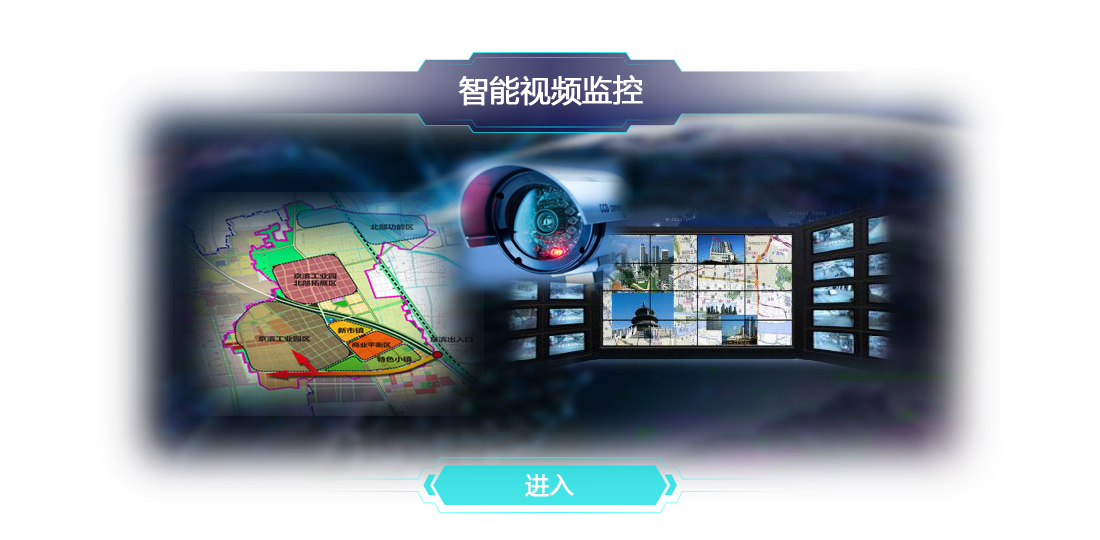 智能视频监控
北部功能区
京滨工业园
北部拓展区
新市镇
京滨工业园区
商业平衡区
京滨出入口
特色小镇
进入